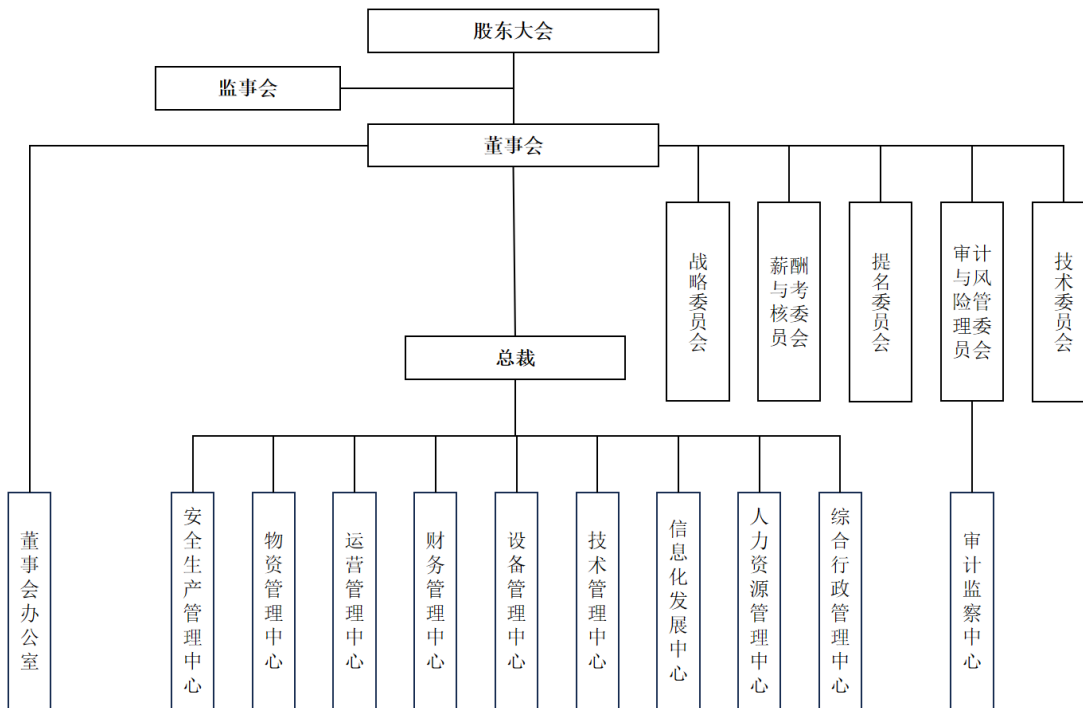 股东大会
监事会
董事会
战略委员会
薪酬
与考
核委
员会
提名委员会
审计
与风
险管
理委
员会
技术委员会
总裁
董事会办公室
安全生产管理中心
物资管理中心
运营管理中心
财务管理中心
设备管理中心
技术管理中心
信息化发展中心
人力资源管理中心
综合行政管理中心
审计监察中心